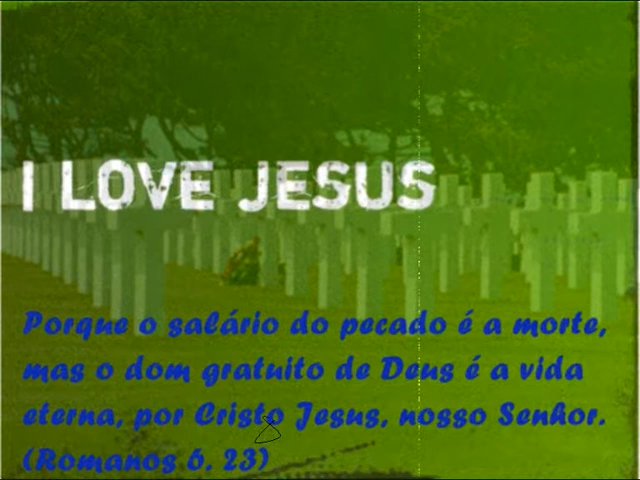 I LOVE JESUS
Porque o salário do pecado é a morte,
mas o dom gratuito de Deus é a vida
eterna, por Cristo Jesus, nosso Senhor.
(Romanos 6. 23)